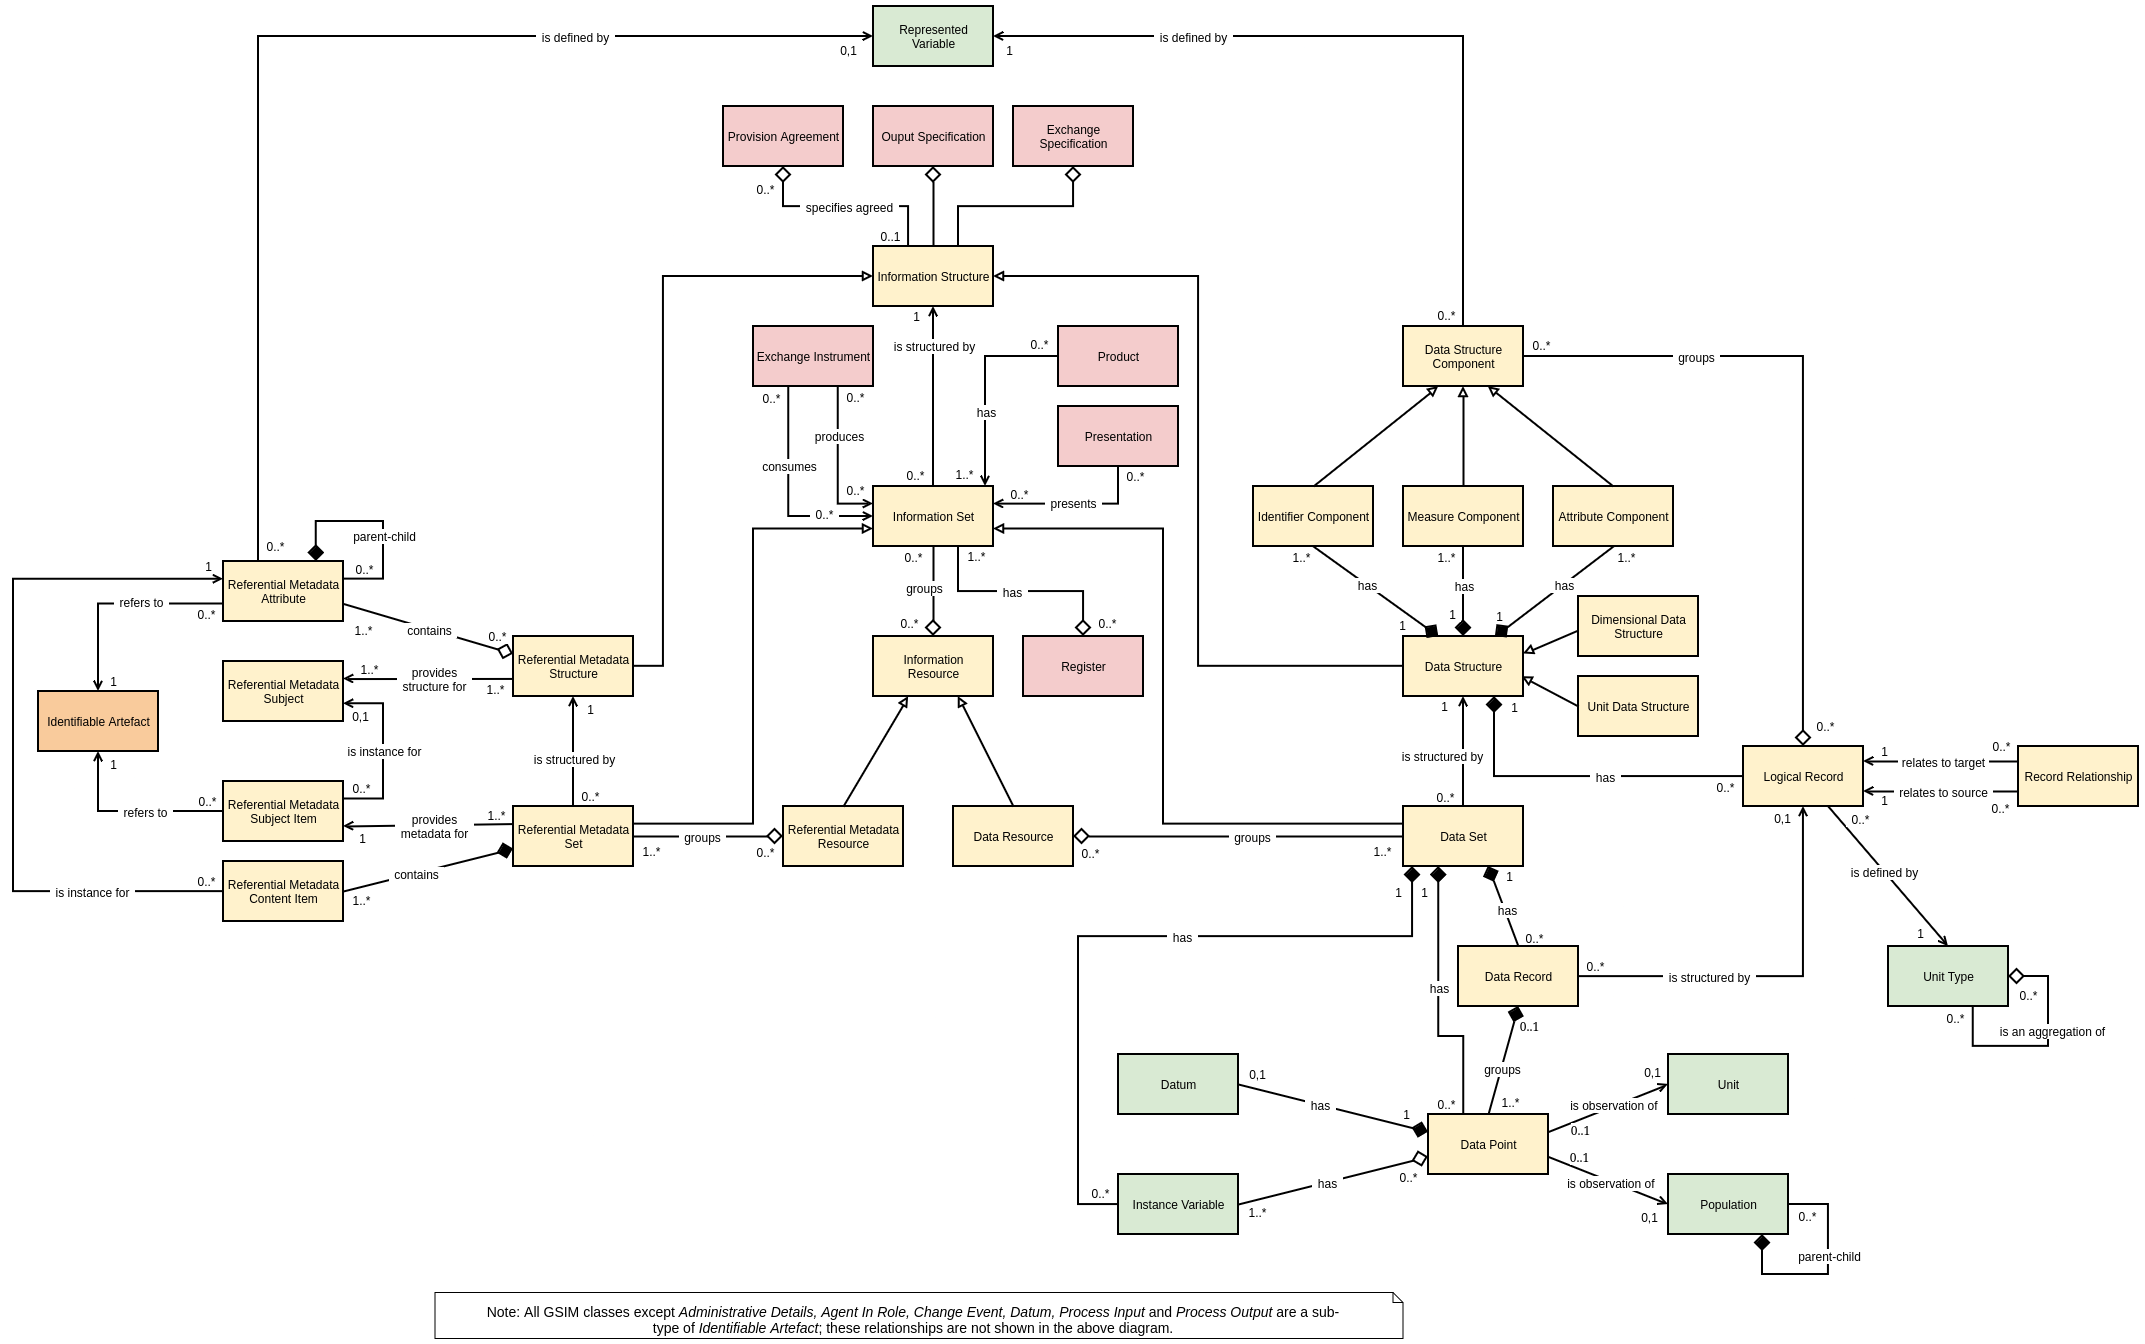 Represented
Variable
is defined by
0,1
is defined by
1
Provision Agreement
Ouput Specification
Exchange
Specification
0..*
specifies agreed
0..1
Information Structure
1
is structured by
Exchange Instrument
0..*
0..*
produces
consumes
0..*
0..*
0..*
has
1..*
Product
Presentation
0..*
0..*
presents
0..*
Information Set
0..*
groups
0..*
1..*
has
0..*
Information
Resource
Register
0..*
Data Structure
Component
0..*
groups
Identifier Component
Measure Component
Attribute Component
1..*
has
1
1..*
has
1
1..*
has
1
Dimensional Data
Structure
Data Structure
Unit Data Structure
1
1
is structured by
0..*
has
0..*
0..*
Logical Record
1
relates to target
0..*
Record Relationship
1
relates to source
0..*
0,1
0..*
is defined by
1
0..*
parent-child
0..*
1
Referential Metadata
Attribute
refers to
0..*
1..*
contains
0..*
Referential Metadata
Structure
1..*
provides
structure for
1..*
Referential Metadata
Subject
1
Identifiable Artefact
1
0,1
is instance for
0..*
0..*
refers to
Referential Metadata
Subject Item
1
is structured by
0..*
1..*
provides
metadata for
1
Referential Metadata
Set
contains
1..*
Referential Metadata
Content Item
0..*
is instance for
1..*
groups
0..*
Referential Metadata
Resource
Data Resource
0..*
groups
1..*
Data Set
1
1
1
has
has
has
0..*
Data Record
0..*
is structured by
Unit Type
0..*
0..*
is an aggregation of
0..1
groups
1..*
0..*
Datum
0,1
has
1
Data Point
is observation of
0,1
0..1
Unit
0..1
is observation of
0,1
Population
0..*
parent-child
0..*
Instance Variable
1..*
has
0..*
Note: All GSIM classes except Administrative Details, Agent In Role, Change Event, Datum, Process Input and Process Output are a sub-
type of Identifiable Artefact; these relationships are not shown in the above diagram.